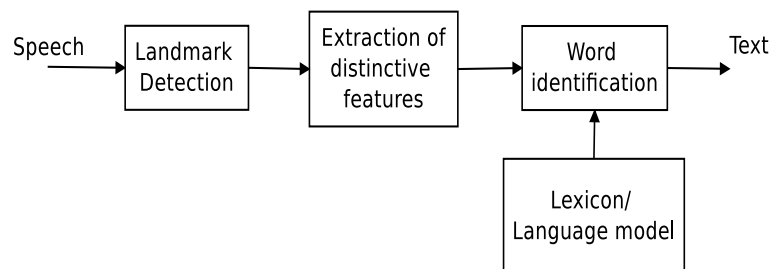 Speech
Landmark
Detection
Extraction of
distinctive
features
Word
identification
Text
Lexicon/
Language model